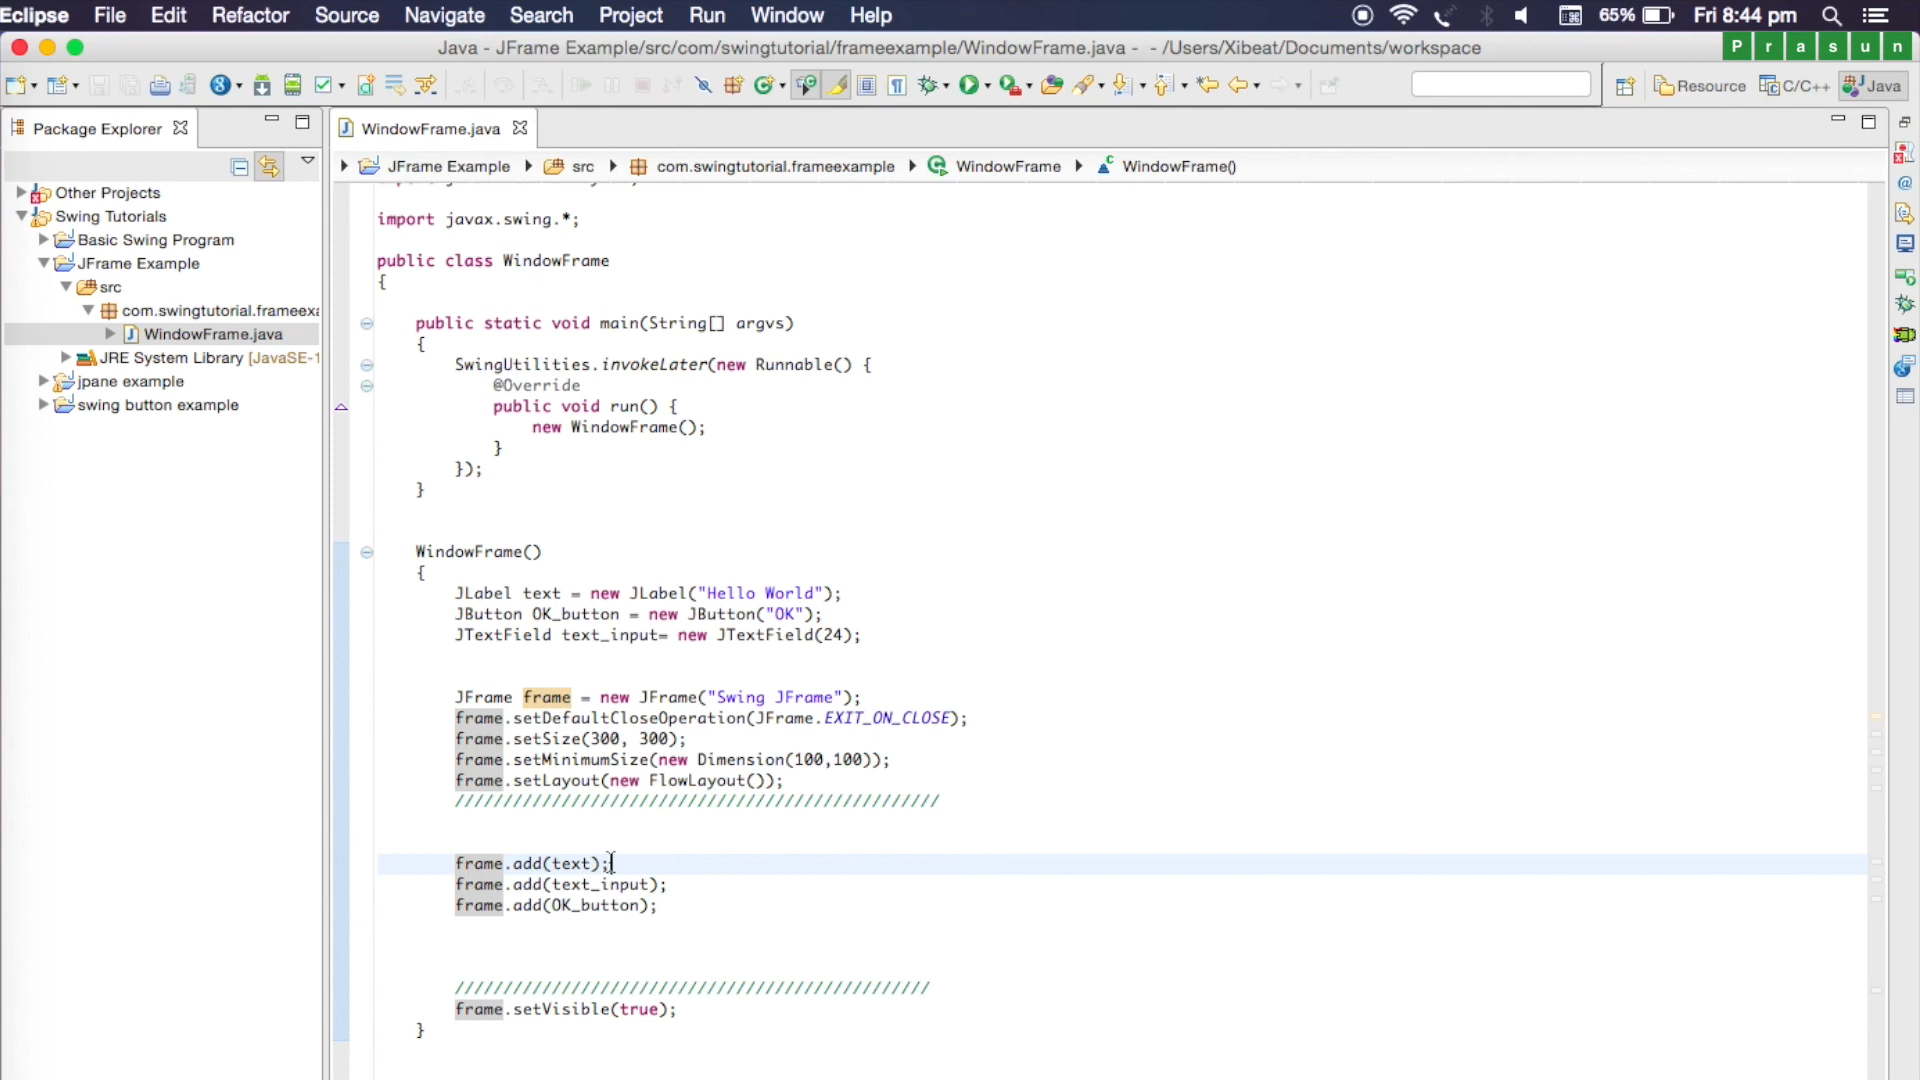 Eclipse File Edit Refactor Source Navigate Search Project Run Window Help 65% Fri 8:44 pm
Java - JFrame Example/src/com/swingtutorial/frameexample/WindowFrame.java - - /Users/Xibeat/Documents/workspace
P r a s u n
Resource C/C++ Java
Package Explorer
WindowFrame.java
JFrame Example src com.swingtutorial.frameexample WindowFrame WindowFrame()
Other Projects
Swing Tutorials
Basic Swing Program
JFrame Example
src
com.swingtutorial.frameexa
WindowFrame.java
JRE System Library [JavaSE-1
jpane example
swing button example
import javax.swing.*;
public class WindowFrame
{
public static void main(String[] argvs)
{
SwingUtilities.invokeLater(new Runnable() {
@Override
public void run() {
new WindowFrame();
}
});
}
WindowFrame()
{
JLabel text = new JLabel("Hello World");
JButton OK_button = new JButton("OK");
JTextField text_input= new JTextField(24);
JFrame frame = new JFrame("Swing JFrame");
frame.setDefaultCloseOperation(JFrame.EXIT_ON_CLOSE);
frame.setSize(300, 300);
frame.setMinimumSize(new Dimension(100,100));
frame.setLayout(new FlowLayout());
//////////////////////////////////////////////////
frame.add(text);
frame.add(text_input);
frame.add(OK_button);
/////////////////////////////////////////////////
frame.setVisible(true);
}